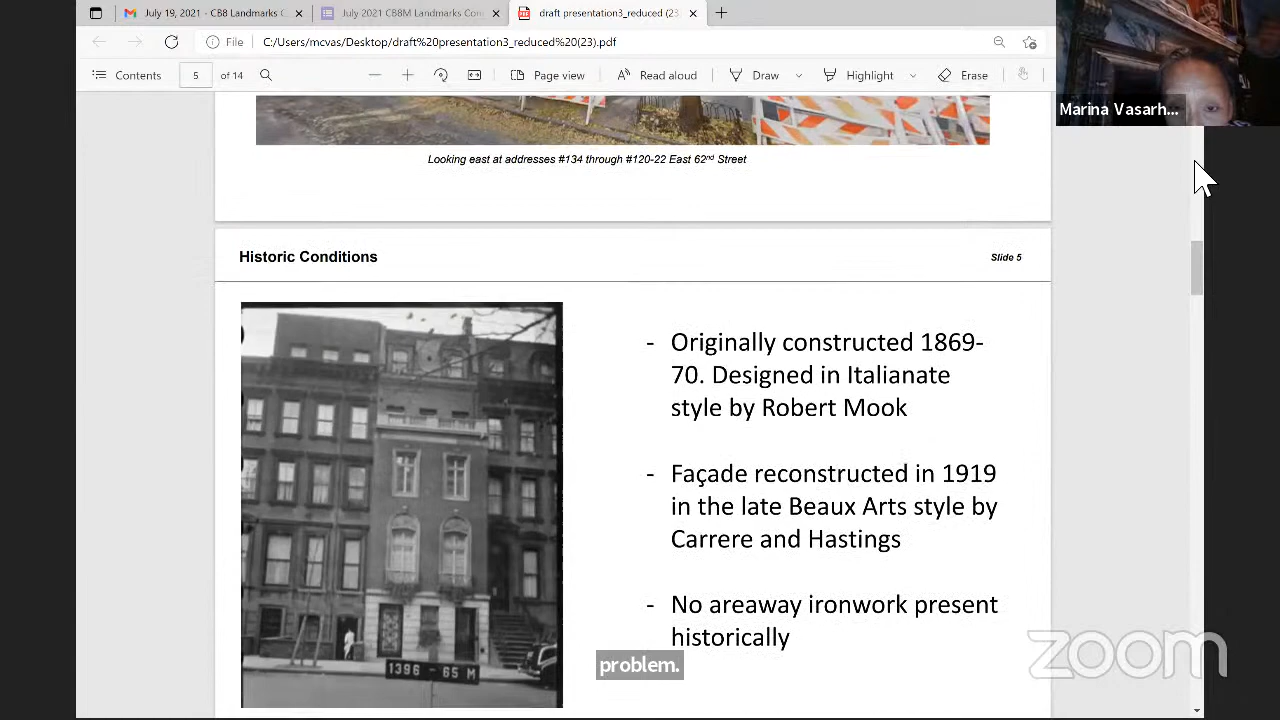 July 19, 2021 - CB8 Landmarks C
July 2021 CB8M Landmarks Con
draft presentation3_reduced (23).
File
C:/Users/mcvas/Desktop/draft%20presentation3_reduced%20(23).pdf
Contents
5
of 14
Page view
Read aloud
Draw
Highlight
Erase
Marina Vasarh...
Looking east at addresses #134 through #120-22 East 62nd Street
Historic Conditions
Slide 5
- Originally constructed 1869-
70. Designed in Italianate
style by Robert Mook
- Façade reconstructed in 1919
in the late Beaux Arts style by
Carrere and Hastings
- No areaway ironwork present
historically
problem.
1396 - 65 M
zoom